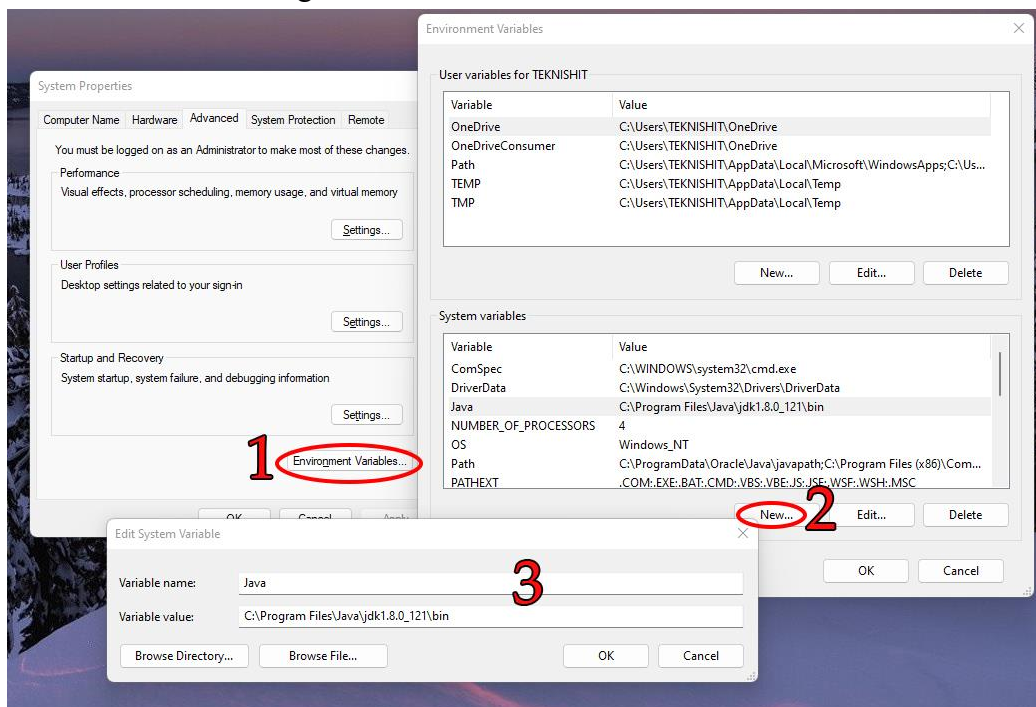 Environment Variables
User variables for TEKNISHIT
Variable Value
OneDrive C:\Users\TEKNISHIT\OneDrive
OneDriveConsumer C:\Users\TEKNISHIT\OneDrive
Path C:\Users\TEKNISHIT\AppData\Local\Microsoft\WindowsApps;C:\Us...
TEMP C:\Users\TEKNISHIT\AppData\Local\Temp
TMP C:\Users\TEKNISHIT\AppData\Local\Temp
New... Edit... Delete
System variables
Variable Value
ComSpec C:\WINDOWS\system32\cmd.exe
DriverData C:\Windows\System32\Drivers\DriverData
Java C:\Program Files\Java\jdk1.8.0_121\bin
NUMBER_OF_PROCESSORS 4
OS Windows_NT
Path C:\ProgramData\Oracle\Java\javapath;C:\Program Files (x86)\Com...
PATHEXT .COM;.EXE;.BAT;.CMD;.VBS;.VBE;.JS;.JSE;.WSF;.WSH;.MSC
New... 2 Edit... Delete
OK Cancel
System Properties
Computer Name Hardware Advanced System Protection Remote
You must be logged on as an Administrator to make most of these changes.
Performance
Visual effects, processor scheduling, memory usage, and virtual memory
Settings...
User Profiles
Desktop settings related to your sign-in
Settings...
Startup and Recovery
System startup, system failure, and debugging information
Settings...
1 Environment Variables...
OK Cancel Apply
Edit System Variable
3
Variable name: Java
Variable value: C:\Program Files\Java\jdk1.8.0_121\bin
Browse Directory... Browse File... OK Cancel